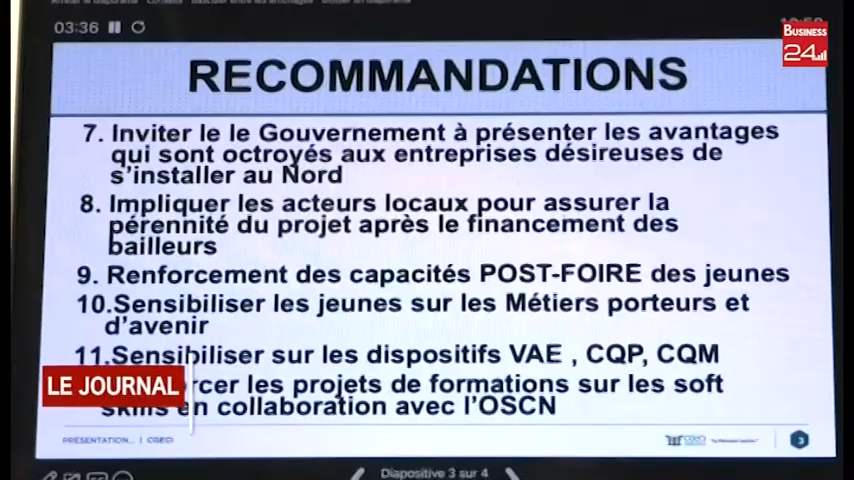 03:36
BUSINESS
24
RECOMMANDATIONS
7. Inviter le le Gouvernement à présenter les avantages
qui sont octroyés aux entreprises désireuses de
s'installer au Nord
8. Impliquer les acteurs locaux pour assurer la
pérennité du projet après le financement des
bailleurs
9. Renforcement des capacités POST-FOIRE des jeunes
10.Sensibiliser les jeunes sur les Métiers porteurs et
d'avenir
11.Sensibiliser sur les dispositifs VAE , CQP, CQM
les projets de formations sur les soft
LE JOURNAL
skills en collaboration avec l'OSCN
PRÉSENTATION... | CGECI
3
Diapositive 3 sur 4